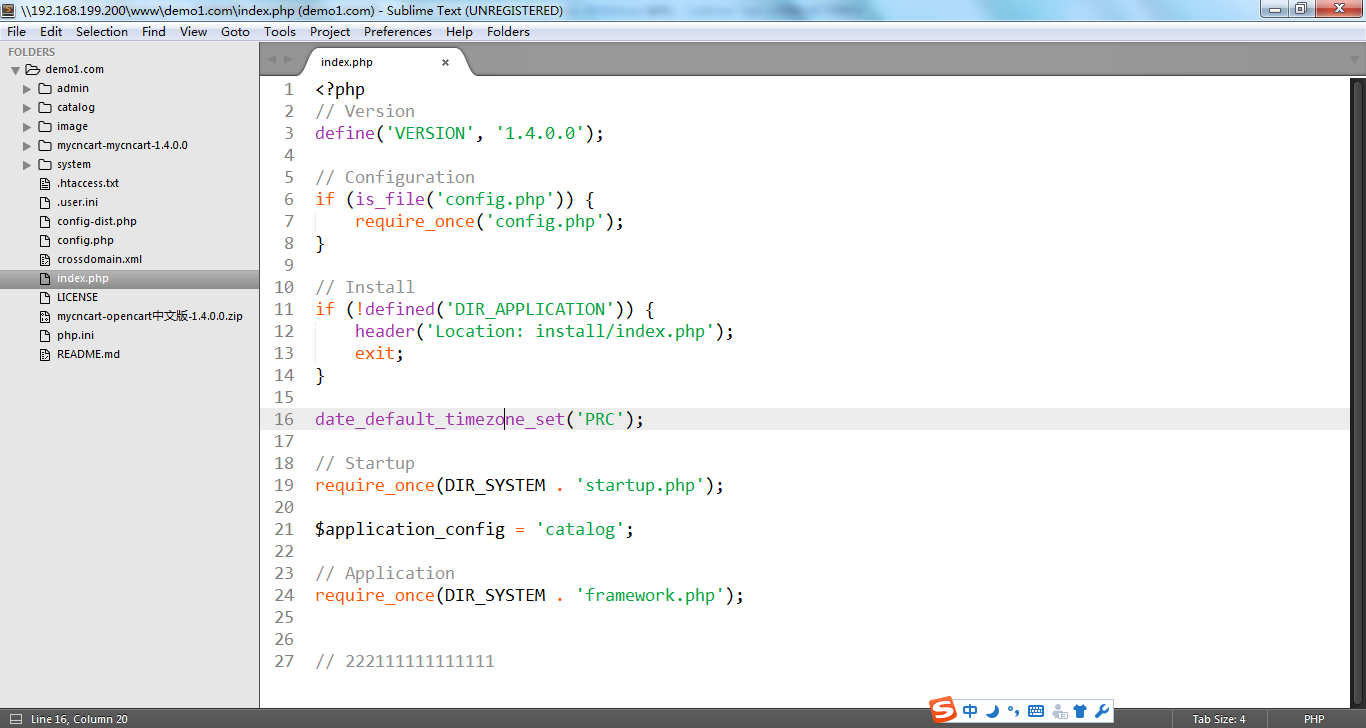 \\192.168.199.200\www\demo1.com\index.php (demo1.com) - Sublime Text (UNREGISTERED)
File Edit Selection Find View Goto Tools Project Preferences Help Folders
FOLDERS
demo1.com
admin
catalog
image
mycncart-mycncart-1.4.0.0
system
.htaccess.txt
.user.ini
config-dist.php
config.php
crossdomain.xml
index.php
LICENSE
mycncart-opencart中文版-1.4.0.0.zip
php.ini
README.md
index.php
1 <?php
2 // Version
3 define('VERSION', '1.4.0.0');
4
5 // Configuration
6 if (is_file('config.php')) {
7     require_once('config.php');
8 }
9
10 // Install
11 if (!defined('DIR_APPLICATION')) {
12     header('Location: install/index.php');
13     exit;
14 }
15
16 date_default_timezone_set('PRC');
17
18 // Startup
19 require_once(DIR_SYSTEM . 'startup.php');
20
21 $application_config = 'catalog';
22
23 // Application
24 require_once(DIR_SYSTEM . 'framework.php');
25
26
27 // 222111111111111
Line 16, Column 20
S 中
Tab Size: 4
PHP